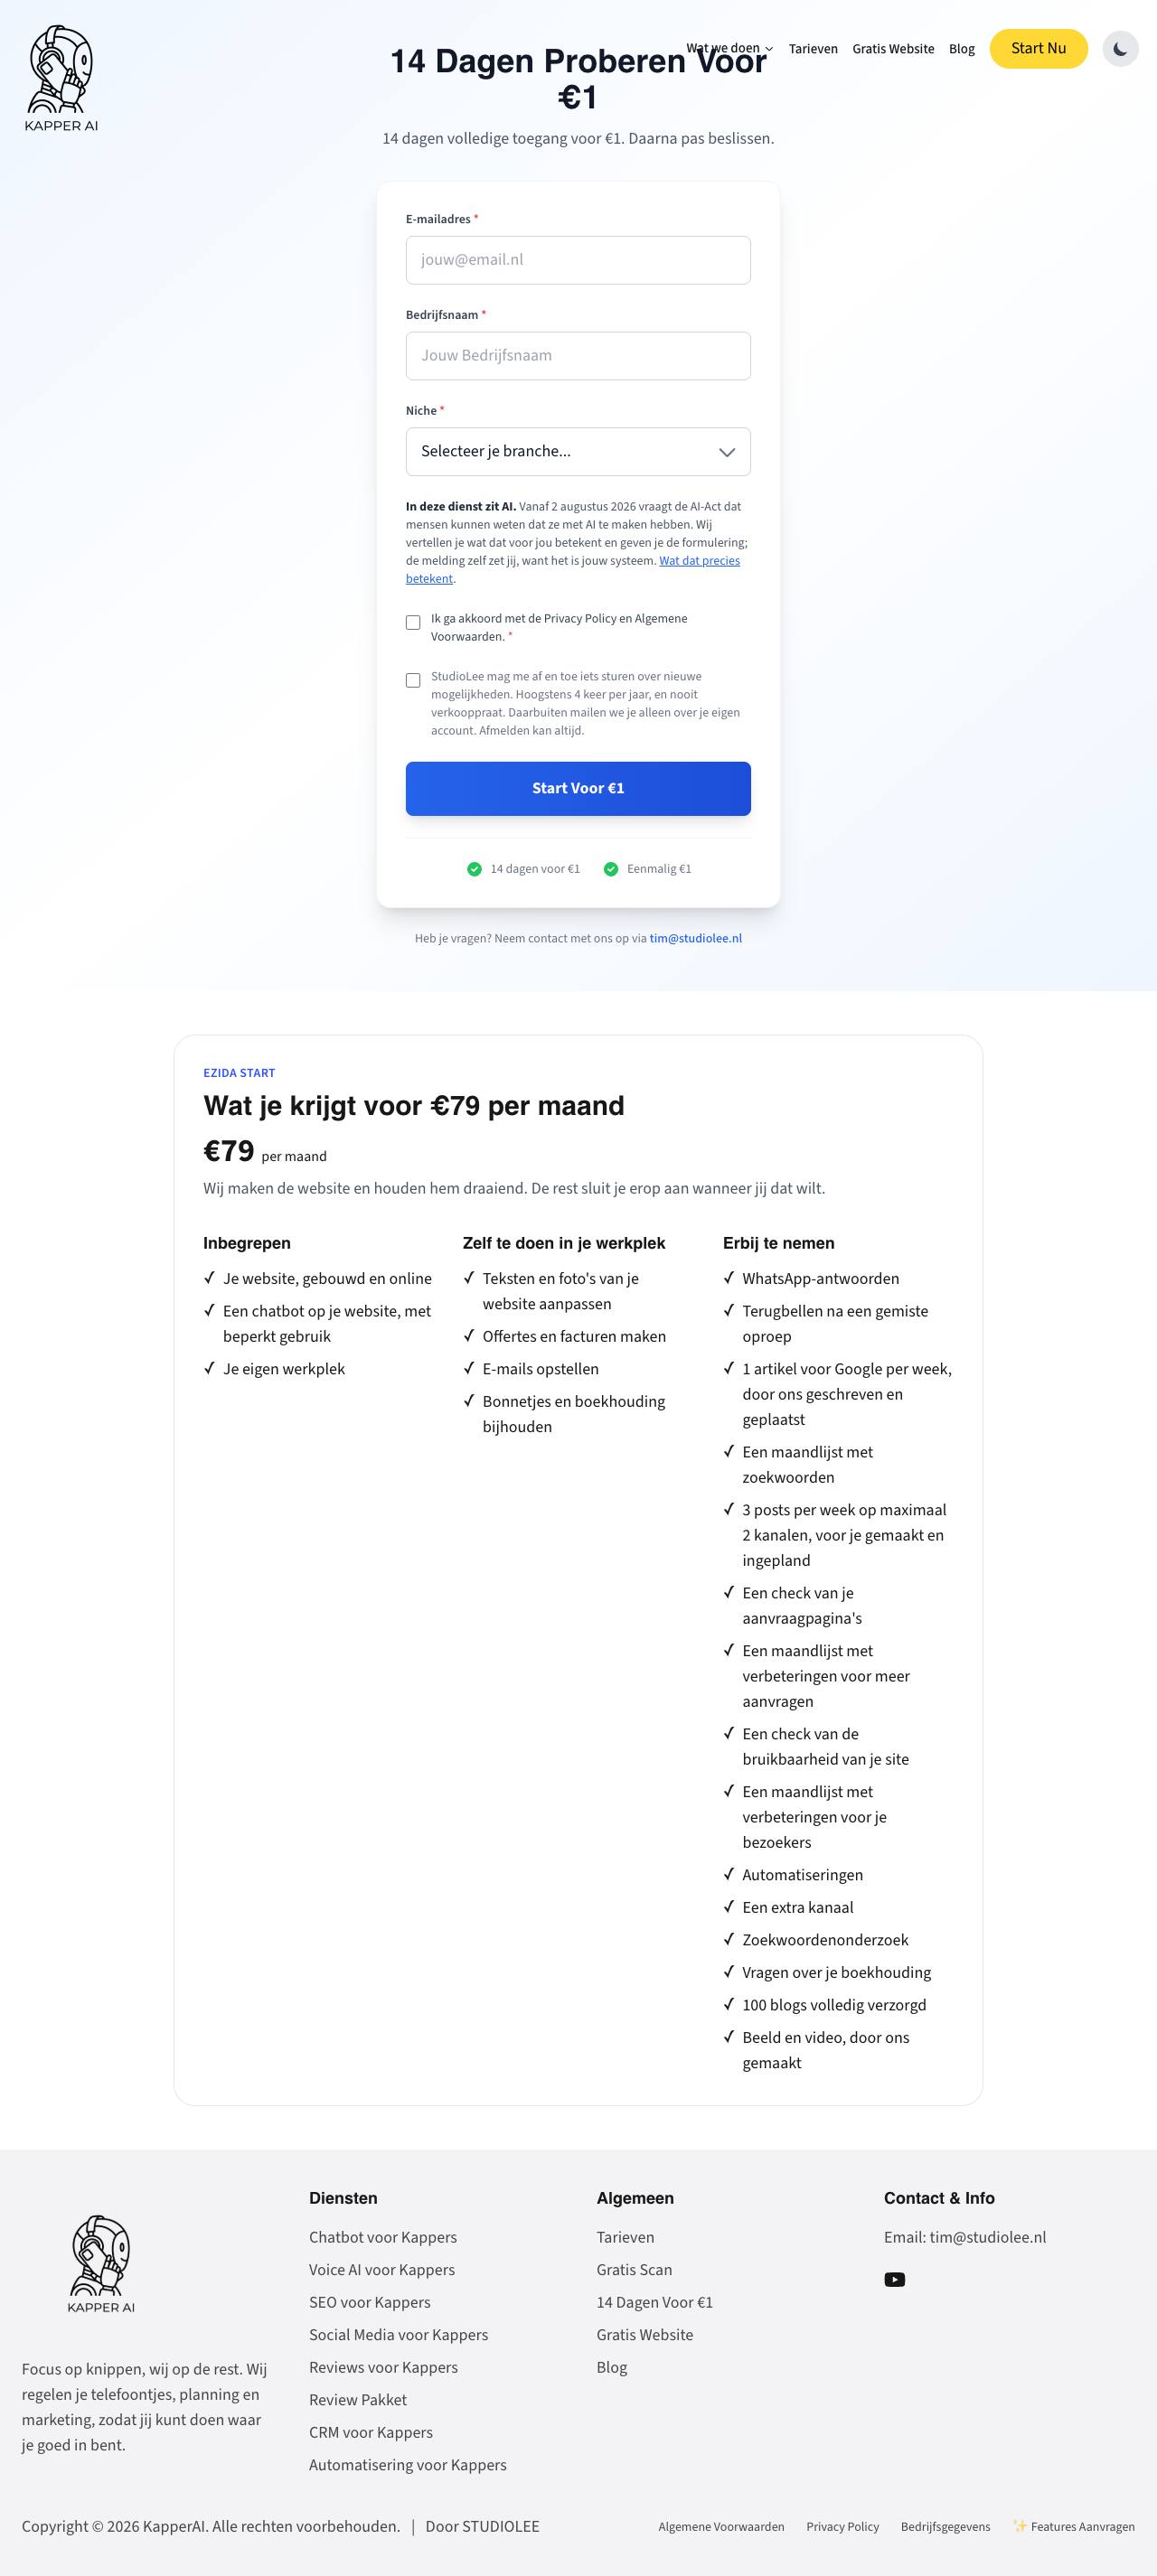 KAPPER AI
Wat we doen
Tarieven
Gratis Website
Blog
Start Nu
14 Dagen Proberen Voor
€1
14 dagen volledige toegang voor €1. Daarna pas beslissen.
E-mailadres *
jouw@email.nl
Bedrijfsnaam *
Jouw Bedrijfsnaam
Niche *
Selecteer je branche...
In deze dienst zit AI. Vanaf 2 augustus 2026 vraagt de AI-Act dat
mensen kunnen weten dat ze met AI te maken hebben. Wij
vertellen je wat dat voor jou betekent en geven je de formulering;
de melding zelf zet jij, want het is jouw systeem. Wat dat precies
betekent.
Ik ga akkoord met de Privacy Policy en Algemene
Voorwaarden. *
StudioLee mag me af en toe iets sturen over nieuwe
mogelijkheden. Hoogstens 4 keer per jaar, en nooit
verkooppraat. Daarbuiten mailen we je alleen over je eigen
account. Afmelden kan altijd.
Start Voor €1
14 dagen voor €1
Eenmalig €1
Heb je vragen? Neem contact met ons op via tim@studiolee.nl
EZIDA START
Wat je krijgt voor €79 per maand
€79 per maand
Wij maken de website en houden hem draaiend. De rest sluit je erop aan wanneer jij dat wilt.
Inbegrepen
✓ Je website, gebouwd en online
✓ Een chatbot op je website, met
beperkt gebruik
✓ Je eigen werkplek
Zelf te doen in je werkplek
✓ Teksten en foto's van je
website aanpassen
✓ Offertes en facturen maken
✓ E-mails opstellen
✓ Bonnetjes en boekhouding
bijhouden
Erbij te nemen
✓ WhatsApp-antwoorden
✓ Terugbellen na een gemiste
oproep
✓ 1 artikel voor Google per week,
door ons geschreven en
geplaatst
✓ Een maandlijst met
zoekwoorden
✓ 3 posts per week op maximaal
2 kanalen, voor je gemaakt en
ingepland
✓ Een check van je
aanvraagpagina's
✓ Een maandlijst met
verbeteringen voor meer
aanvragen
✓ Een check van de
bruikbaarheid van je site
✓ Een maandlijst met
verbeteringen voor je
bezoekers
✓ Automatiseringen
✓ Een extra kanaal
✓ Zoekwoordenonderzoek
✓ Vragen over je boekhouding
✓ 100 blogs volledig verzorgd
✓ Beeld en video, door ons
gemaakt
KAPPER AI
Focus op knippen, wij op de rest. Wij
regelen je telefoontjes, planning en
marketing, zodat jij kunt doen waar
je goed in bent.
Diensten
Chatbot voor Kappers
Voice AI voor Kappers
SEO voor Kappers
Social Media voor Kappers
Reviews voor Kappers
Review Pakket
CRM voor Kappers
Automatisering voor Kappers
Algemeen
Tarieven
Gratis Scan
14 Dagen Voor €1
Gratis Website
Blog
Contact & Info
Email: tim@studiolee.nl
Copyright © 2026 KapperAI. Alle rechten voorbehouden. | Door STUDIOLEE
Algemene Voorwaarden
Privacy Policy
Bedrijfsgegevens
✨ Features Aanvragen